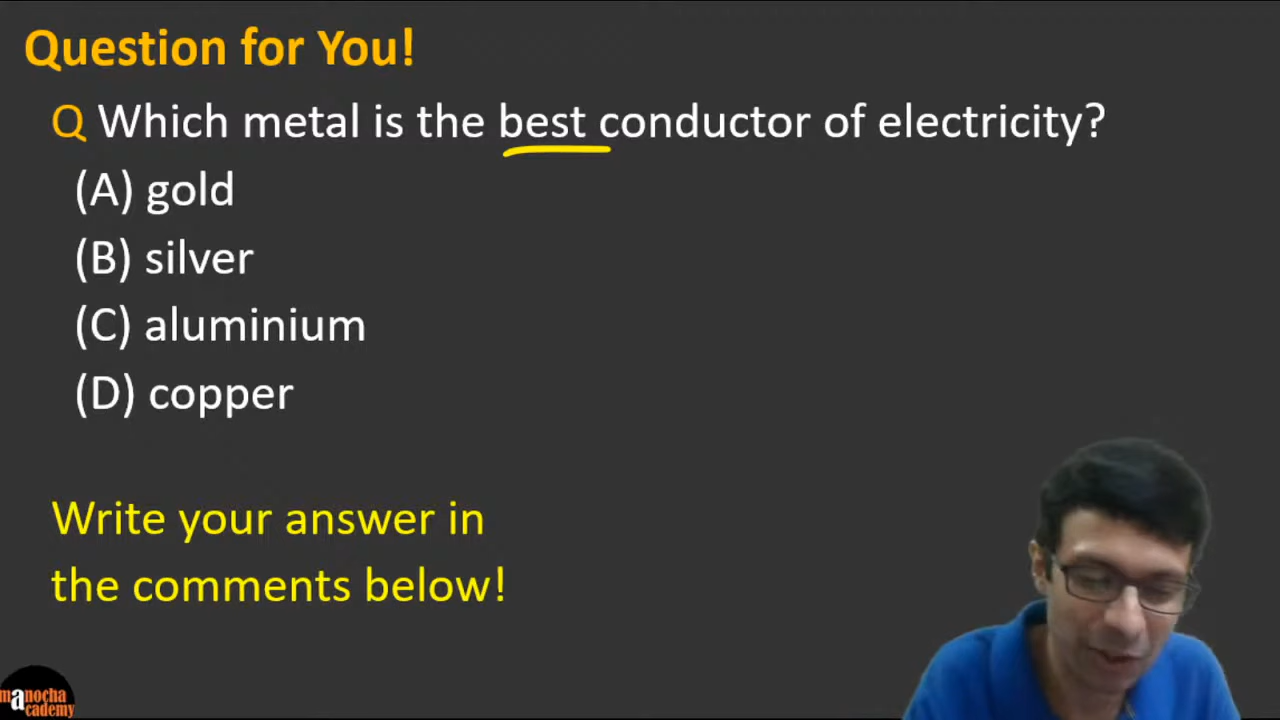 Question for You!
Q Which metal is the best conductor of electricity?
(A) gold
(B) silver
(C) aluminium
(D) copper
Write your answer in
the comments below!
manocha
academy